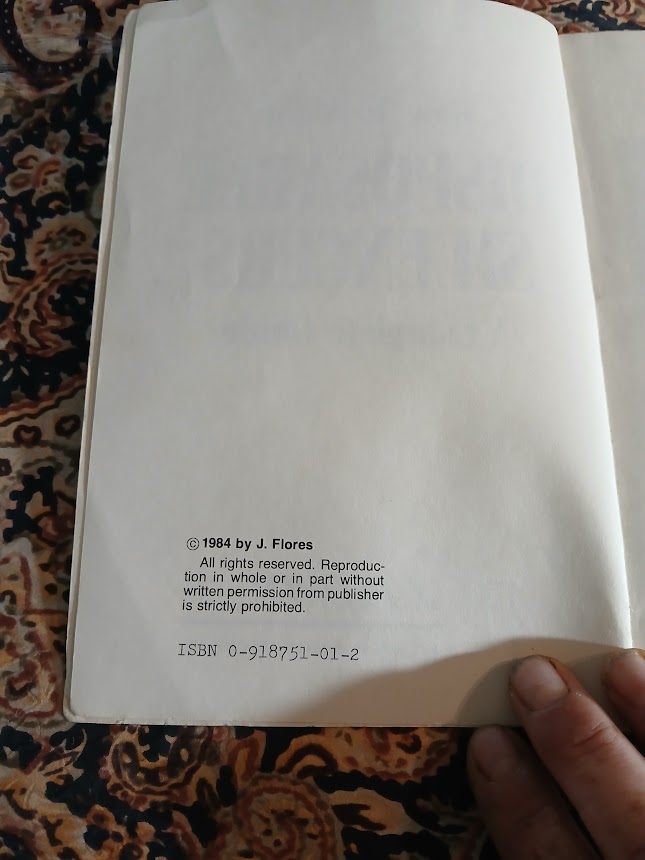 © 1984 by J. Flores
All rights reserved. Reproduc-
tion in whole or in part without
written permission from publisher
is strictly prohibited.
ISBN 0-918751-01-2